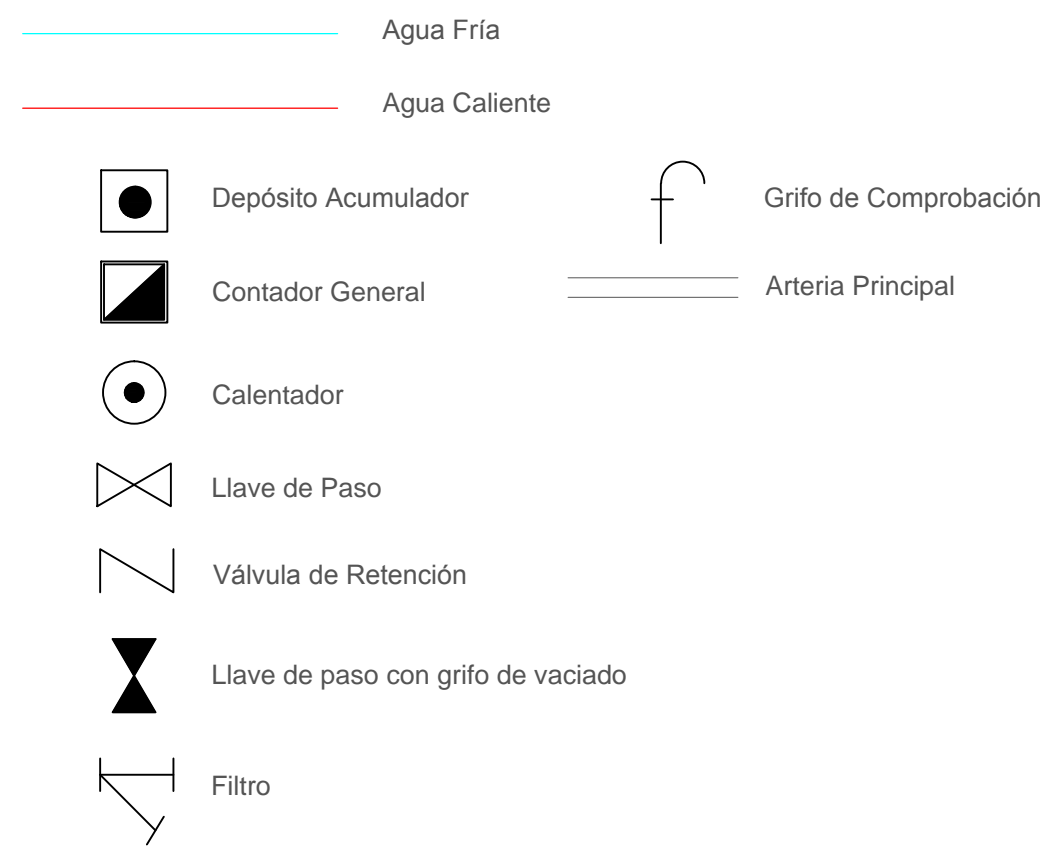 Agua Fría
Agua Caliente
Depósito Acumulador
Grifo de Comprobación
Contador General
Arteria Principal
Calentador
Llave de Paso
Válvula de Retención
Llave de paso con grifo de vaciado
Filtro